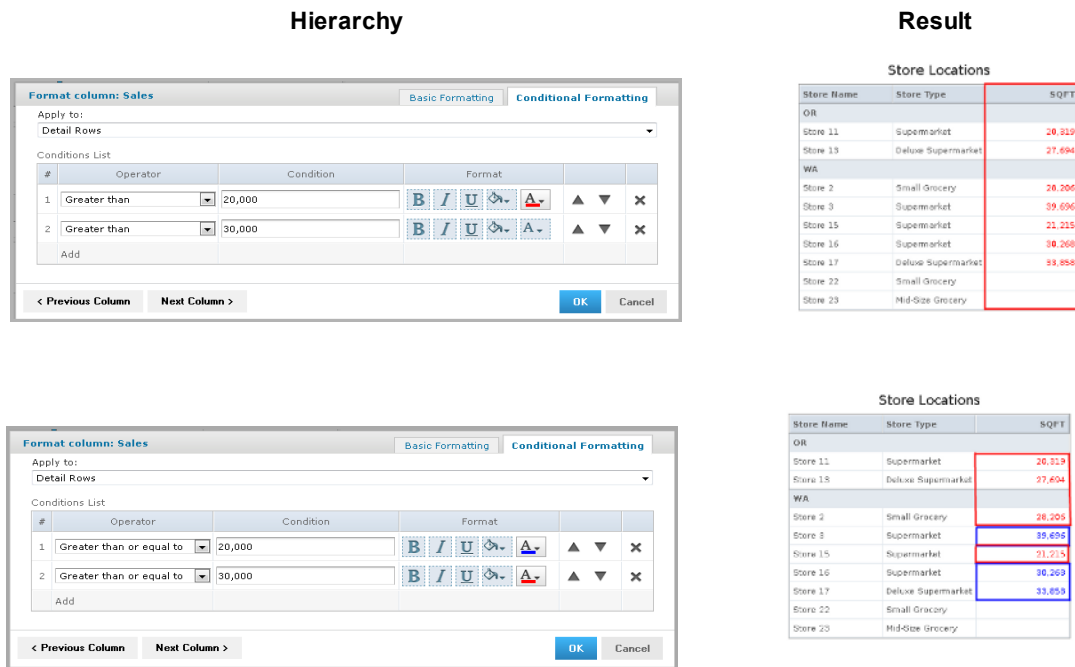 Hierarchy Result
Format column: Sales Basic Formatting Conditional Formatting
Apply to:
Detail Rows
Conditions List
# Operator Condition Format
1 Greater than 20,000 B I U A
2 Greater than 30,000 B I U A
Add
< Previous Column Next Column > OK Cancel
Store Locations
Store Name Store Type SQFT
OR
Store 11 Supermarket 20,319
Store 13 Deluxe Supermarket 27,694
WA
Store 2 Small Grocery 28,206
Store 3 Supermarket 39,696
Store 15 Supermarket 21,215
Store 16 Supermarket 30,268
Store 17 Deluxe Supermarket 33,858
Store 22 Small Grocery
Store 23 Mid-Size Grocery
Format column: Sales Basic Formatting Conditional Formatting
Apply to:
Detail Rows
Conditions List
# Operator Condition Format
1 Greater than or equal to 20,000 B I U A
2 Greater than or equal to 30,000 B I U A
Add
< Previous Column Next Column > OK Cancel
Store Locations
Store Name Store Type SQFT
OR
Store 11 Supermarket 20,319
Store 13 Deluxe Supermarket 27,694
WA
Store 2 Small Grocery 28,206
Store 3 Supermarket 39,696
Store 15 Supermarket 21,215
Store 16 Supermarket 30,268
Store 17 Deluxe Supermarket 33,858
Store 22 Small Grocery
Store 23 Mid-Size Grocery